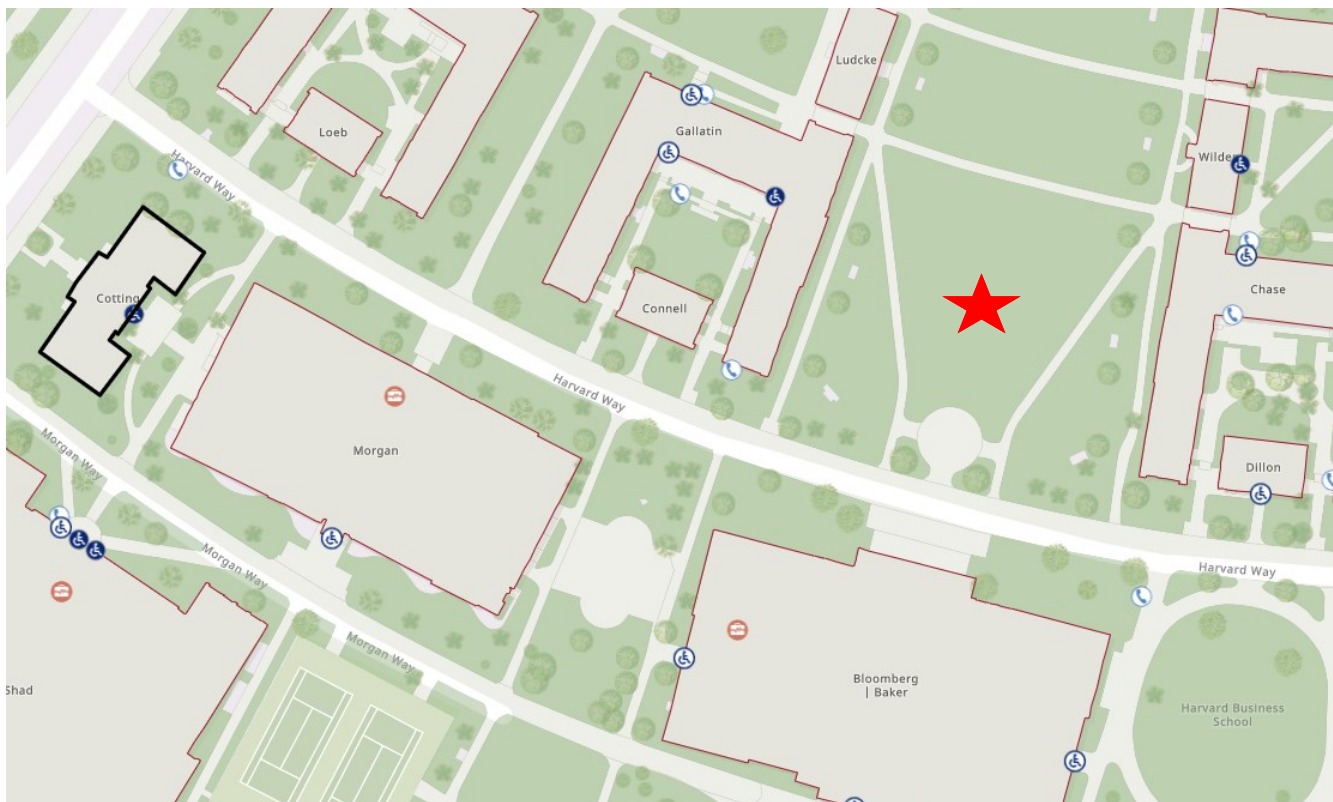 Ludcke
Loeb
Gallatin
Wilde
Harvard Way
Chase
Cotting
Connell
Harvard Way
Morgan
Morgan Way
Dillon
Morgan Way
Harvard Way
Morgan Way
Shad
Bloomberg
| Baker
Harvard Business
School